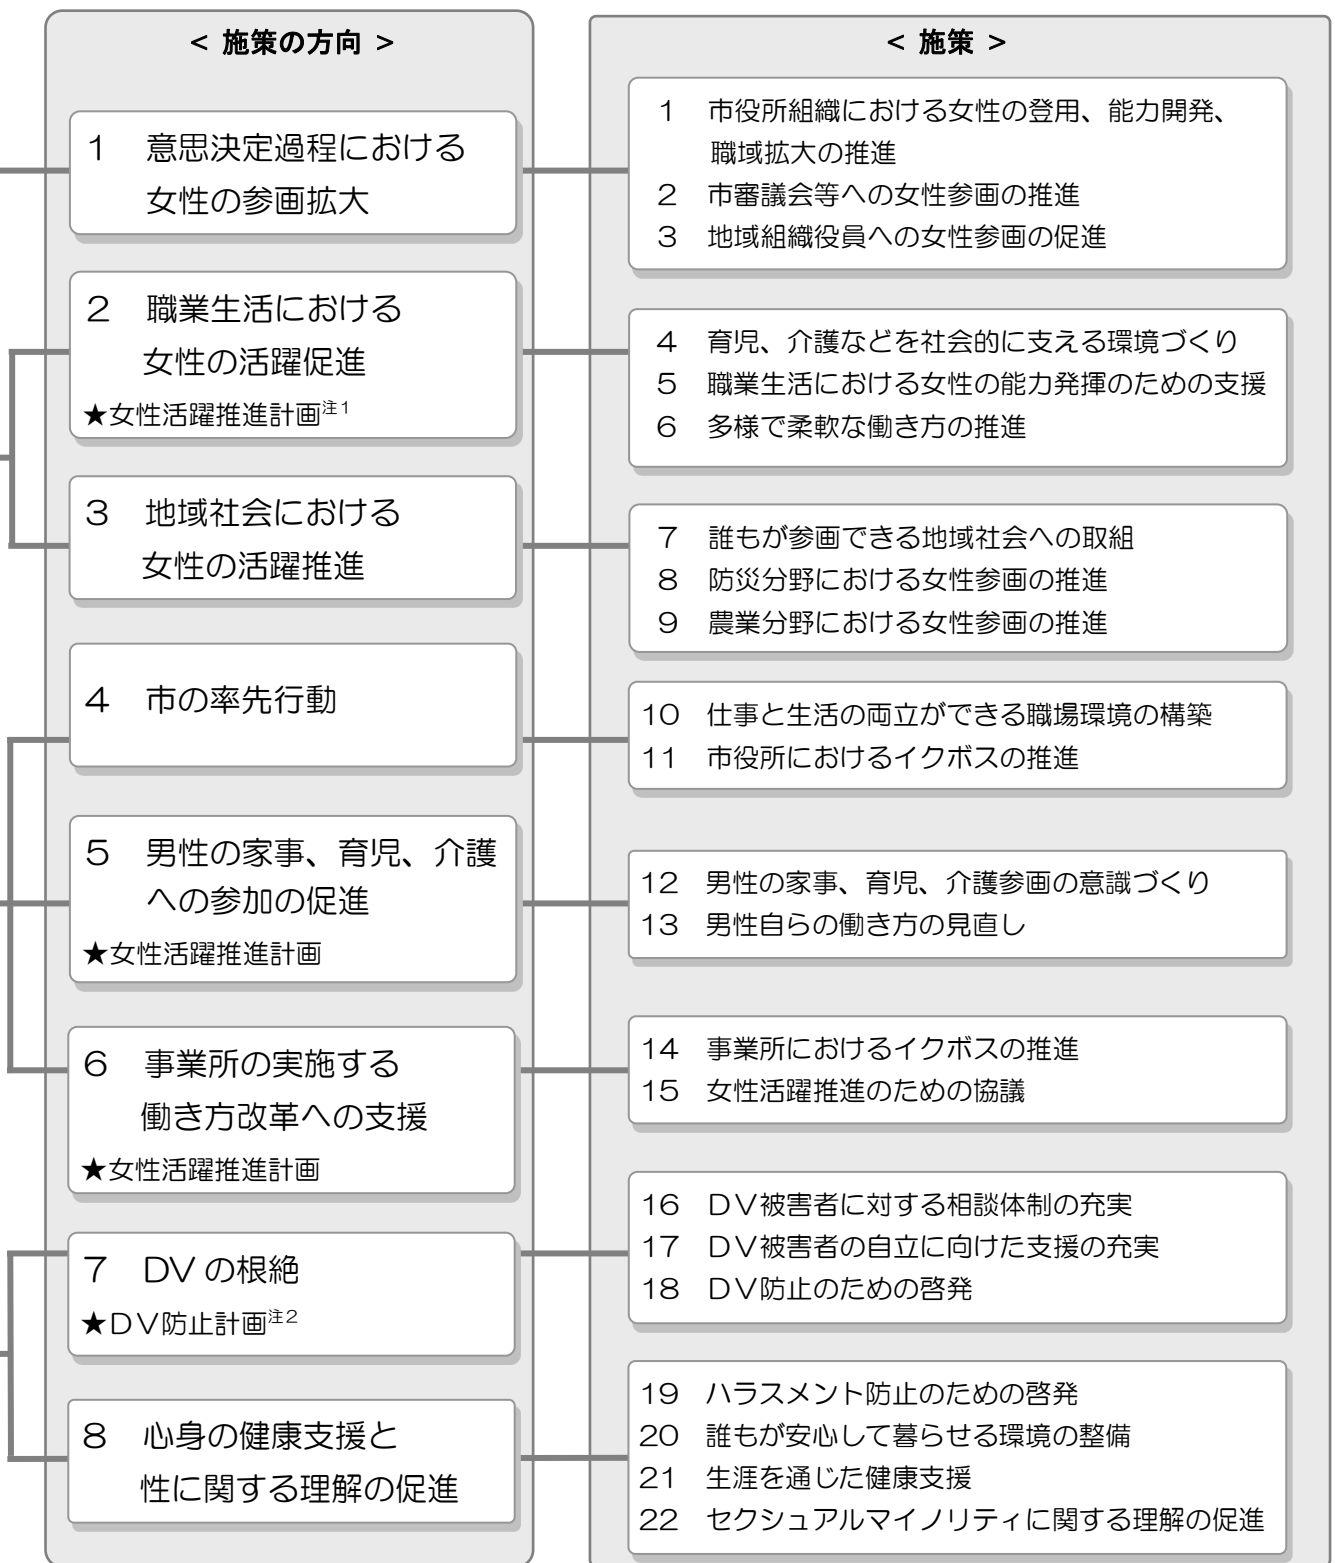 < 施策の方向 >
１　意思決定過程における
女性の参画拡大
２　職業生活における
女性の活躍促進
★女性活躍推進計画注1
３　地域社会における
女性の活躍推進
４　市の率先行動
５　男性の家事、育児、介護
への参加の促進
★女性活躍推進計画
６　事業所の実施する
働き方改革への支援
★女性活躍推進計画
７　DVの根絶
★ＤＶ防止計画注2
８　心身の健康支援と
性に関する理解の促進
< 施策 >
１　市役所組織における女性の登用、能力開発、
職域拡大の推進
２　市審議会等への女性参画の推進
３　地域組織役員への女性参画の促進
４　育児、介護などを社会的に支える環境づくり
５　職業生活における女性の能力発揮のための支援
６　多様で柔軟な働き方の推進
７　誰もが参画できる地域社会への取組
８　防災分野における女性参画の推進
９　農業分野における女性参画の推進
10　仕事と生活の両立ができる職場環境の構築
11　市役所におけるイクボスの推進
12　男性の家事、育児、介護参画の意識づくり
13　男性自らの働き方の見直し
14　事業所におけるイクボスの推進
15　女性活躍推進のための協議
16　ＤＶ被害者に対する相談体制の充実
17　ＤＶ被害者の自立に向けた支援の充実
18　ＤＶ防止のための啓発
19　ハラスメント防止のための啓発
20　誰もが安心して暮らせる環境の整備
21　生涯を通じた健康支援
22　セクシュアルマイノリティに関する理解の促進